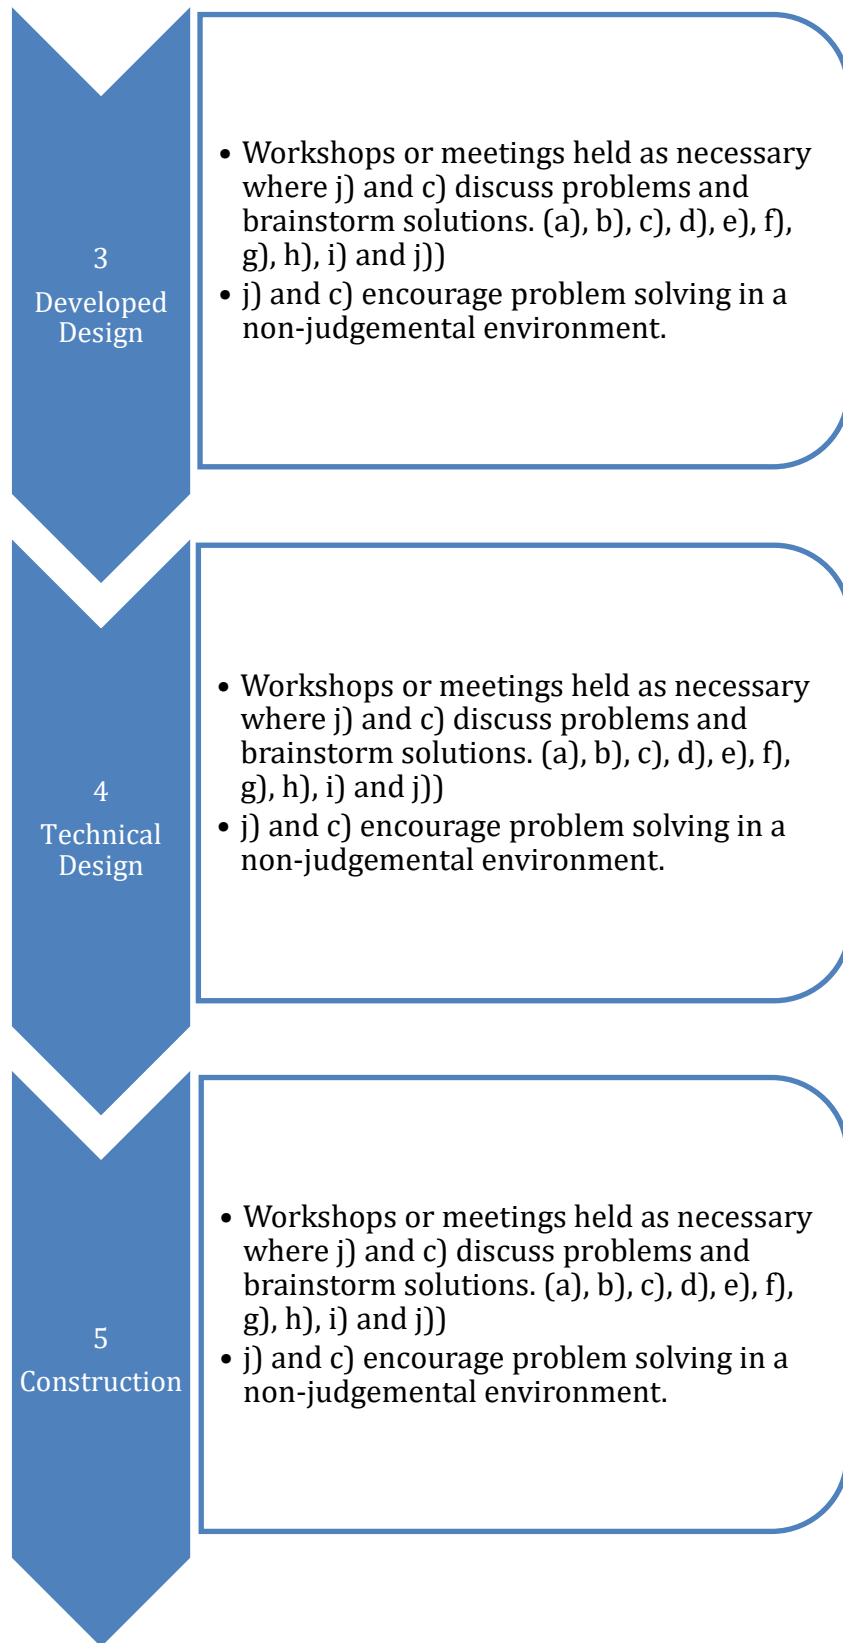 3
Developed
Design
• Workshops or meetings held as necessary
where j) and c) discuss problems and
brainstorm solutions. (a), b), c), d), e), f),
g), h), i) and j))
• j) and c) encourage problem solving in a
non-judgemental environment.
4
Technical
Design
• Workshops or meetings held as necessary
where j) and c) discuss problems and
brainstorm solutions. (a), b), c), d), e), f),
g), h), i) and j))
• j) and c) encourage problem solving in a
non-judgemental environment.
5
Construction
• Workshops or meetings held as necessary
where j) and c) discuss problems and
brainstorm solutions. (a), b), c), d), e), f),
g), h), i) and j))
• j) and c) encourage problem solving in a
non-judgemental environment.